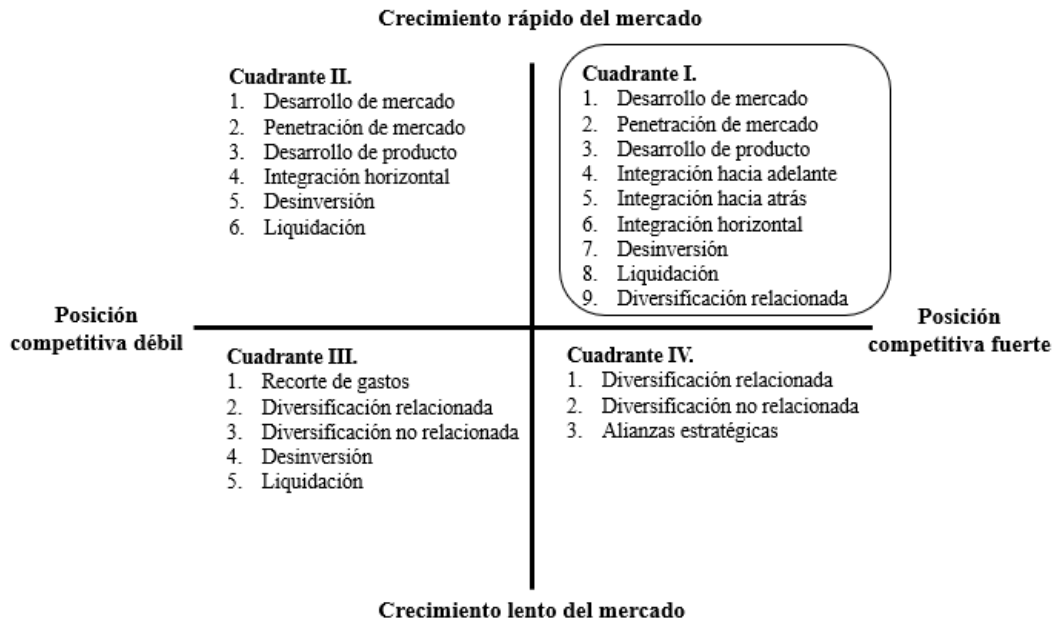 Crecimiento rápido del mercado
Cuadrante II.
1. Desarrollo de mercado
2. Penetración de mercado
3. Desarrollo de producto
4. Integración horizontal
5. Desinversión
6. Liquidación
Cuadrante I.
1. Desarrollo de mercado
2. Penetración de mercado
3. Desarrollo de producto
4. Integración hacia adelante
5. Integración hacia atrás
6. Integración horizontal
7. Desinversión
8. Liquidación
9. Diversificación relacionada
Posición
competitiva débil
Posición
competitiva fuerte
Cuadrante III.
1. Recorte de gastos
2. Diversificación relacionada
3. Diversificación no relacionada
4. Desinversión
5. Liquidación
Cuadrante IV.
1. Diversificación relacionada
2. Diversificación no relacionada
3. Alianzas estratégicas
Crecimiento lento del mercado